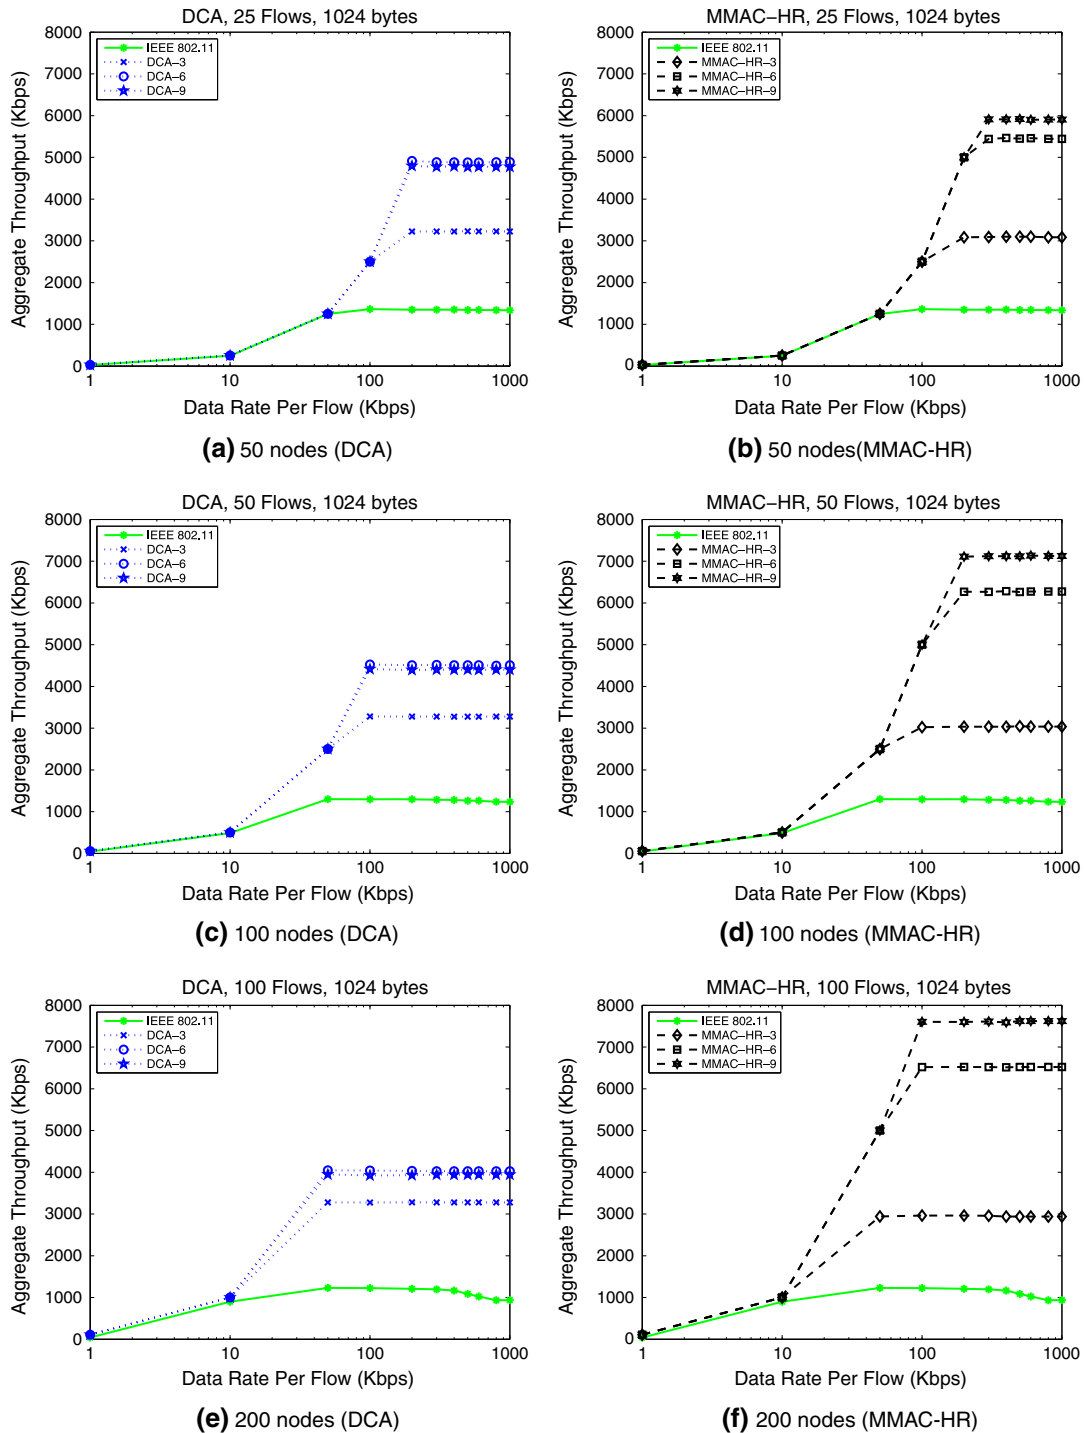 DCA, 25 Flows, 1024 bytes
8000
7000
6000
5000
4000
3000
2000
1000
0
IEEE 802.11
DCA-3
DCA-6
DCA-9
Aggregate Throughput (Kbps)
1 10 100 1000
Data Rate Per Flow (Kbps)
(a) 50 nodes (DCA)
MMAC-HR, 25 Flows, 1024 bytes
8000
7000
6000
5000
4000
3000
2000
1000
0
IEEE 802.11
MMAC-HR-3
MMAC-HR-6
MMAC-HR-9
Aggregate Throughput (Kbps)
1 10 100 1000
Data Rate Per Flow (Kbps)
(b) 50 nodes(MMAC-HR)
DCA, 50 Flows, 1024 bytes
8000
7000
6000
5000
4000
3000
2000
1000
0
IEEE 802.11
DCA-3
DCA-6
DCA-9
Aggregate Throughput (Kbps)
1 10 100 1000
Data Rate Per Flow (Kbps)
(c) 100 nodes (DCA)
MMAC-HR, 50 Flows, 1024 bytes
8000
7000
6000
5000
4000
3000
2000
1000
0
IEEE 802.11
MMAC-HR-3
MMAC-HR-6
MMAC-HR-9
Aggregate Throughput (Kbps)
1 10 100 1000
Data Rate Per Flow (Kbps)
(d) 100 nodes (MMAC-HR)
DCA, 100 Flows, 1024 bytes
8000
7000
6000
5000
4000
3000
2000
1000
0
IEEE 802.11
DCA-3
DCA-6
DCA-9
Aggregate Throughput (Kbps)
1 10 100 1000
Data Rate Per Flow (Kbps)
(e) 200 nodes (DCA)
MMAC-HR, 100 Flows, 1024 bytes
8000
7000
6000
5000
4000
3000
2000
1000
0
IEEE 802.11
MMAC-HR-3
MMAC-HR-6
MMAC-HR-9
Aggregate Throughput (Kbps)
1 10 100 1000
Data Rate Per Flow (Kbps)
(f) 200 nodes (MMAC-HR)